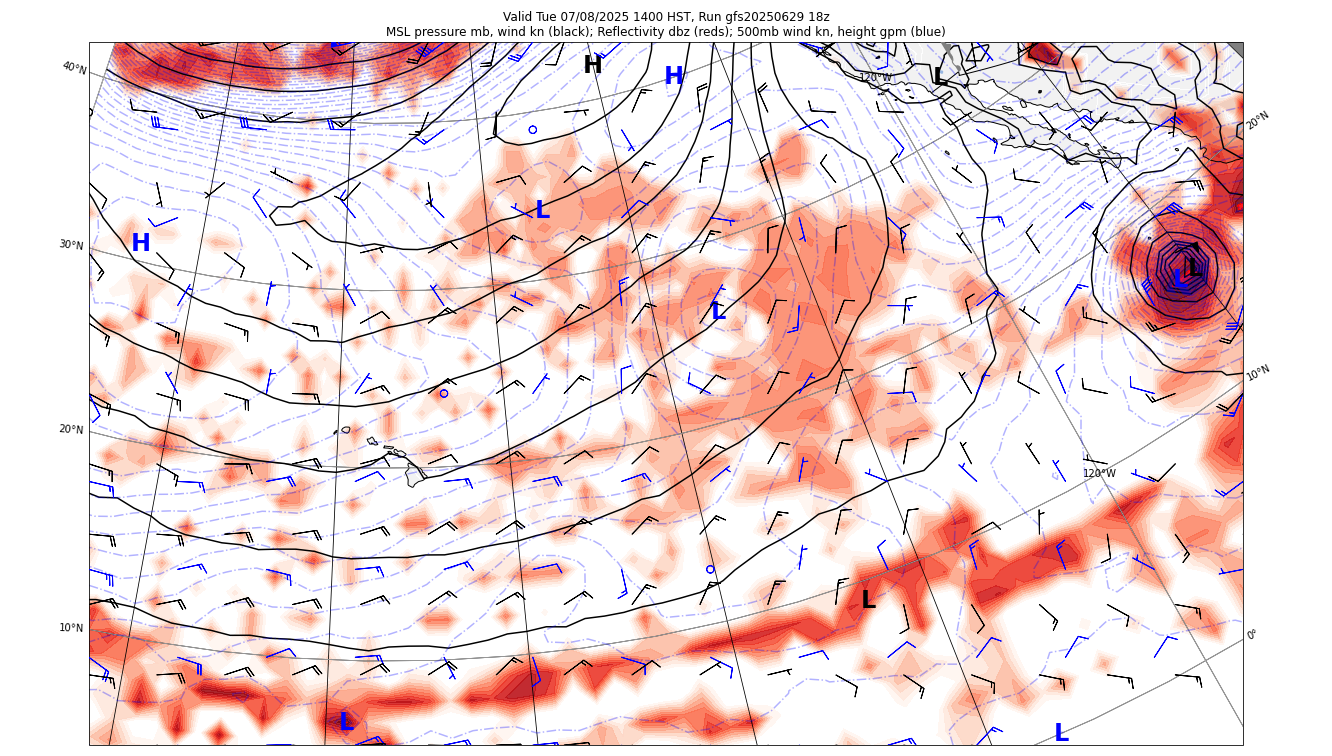 Valid Tue 07/08/2025 1400 HST, Run gfs20250629 18z
MSL pressure mb, wind kn (black); Reflectivity dbz (reds); 500mb wind kn, height gpm (blue)
H
H
L
120°W
40°N
20°N
L
H
30°N
L
L
L
10°N
20°N
120°W
L
10°N
0°
L
L